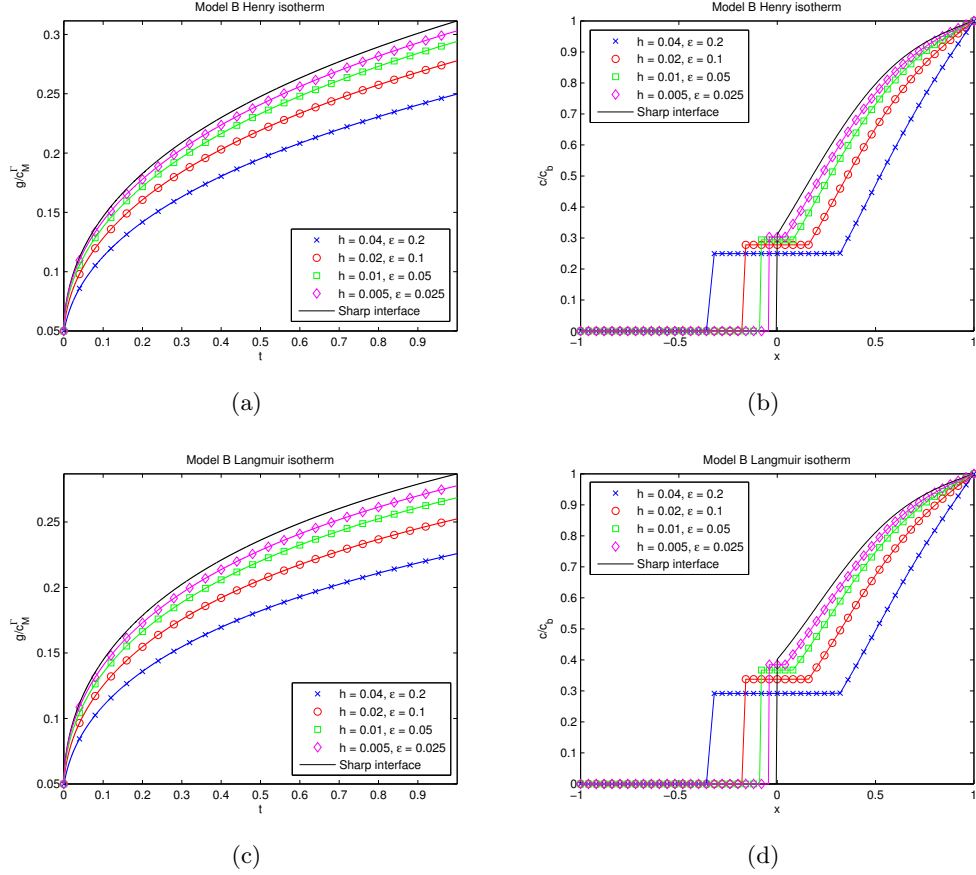 Model B Henry isotherm
g/c_M^Γ
0.3
0.25
0.2
0.15
0.1
0.05
0 0.1 0.2 0.3 0.4 0.5 0.6 0.7 0.8 0.9
t
h = 0.04, ε = 0.2
h = 0.02, ε = 0.1
h = 0.01, ε = 0.05
h = 0.005, ε = 0.025
Sharp interface
(a)
Model B Henry isotherm
c/c_b
1
0.9
0.8
0.7
0.6
0.5
0.4
0.3
0.2
0.1
0
−1 −0.5 0 0.5 1
x
h = 0.04, ε = 0.2
h = 0.02, ε = 0.1
h = 0.01, ε = 0.05
h = 0.005, ε = 0.025
Sharp interface
(b)
Model B Langmuir isotherm
g/c_M^Γ
0.25
0.2
0.15
0.1
0.05
0 0.1 0.2 0.3 0.4 0.5 0.6 0.7 0.8 0.9
t
h = 0.04, ε = 0.2
h = 0.02, ε = 0.1
h = 0.01, ε = 0.05
h = 0.005, ε = 0.025
Sharp interface
(c)
Model B Langmuir isotherm
c/c_b
1
0.9
0.8
0.7
0.6
0.5
0.4
0.3
0.2
0.1
0
−1 −0.5 0 0.5 1
x
h = 0.04, ε = 0.2
h = 0.02, ε = 0.1
h = 0.01, ε = 0.05
h = 0.005, ε = 0.025
Sharp interface
(d)